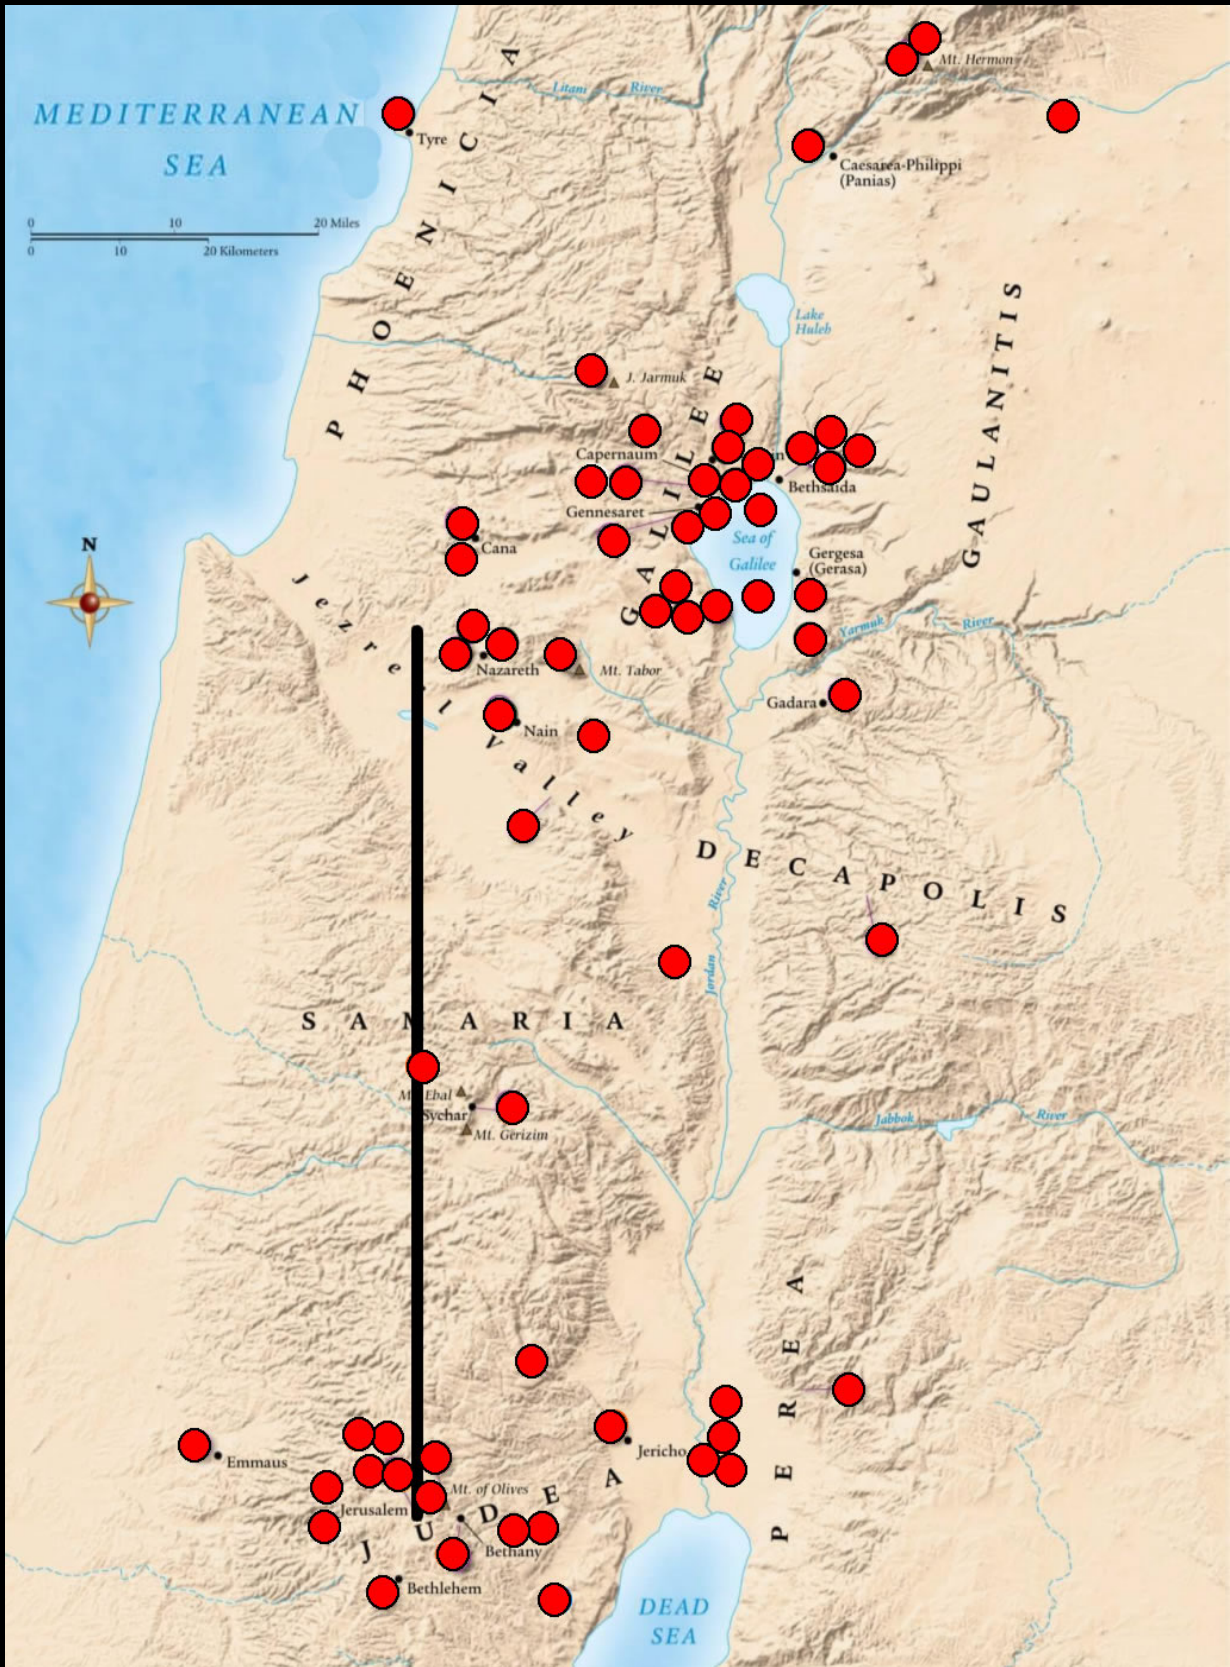 Mt. Hermon
PHOENICIA
Litani River
MEDITERRANEAN
SEA
Tyre
Caesarea-Philippi
(Panias)
0 10 20 Miles
0 10 20 Kilometers
Lake
Huleh
GAULANITIS
J. Jarmuk
GALILEE
Capernaum
in
Bethsaida
Gennesaret
Cana
Sea of
Galilee
Gergesa
(Gerasa)
N
Jezreel Valley
Yarmuk River
Nazareth
Mt. Tabor
Gadara
Nain
DECAPOLIS
Jordan River
SAMARIA
Ebal
Sychar
Mt. Gerizim
Jabbok River
PEREA
Emmaus
Jericho
Mt. of Olives
Jerusalem
JUDEA
Bethany
Bethlehem
DEAD
SEA